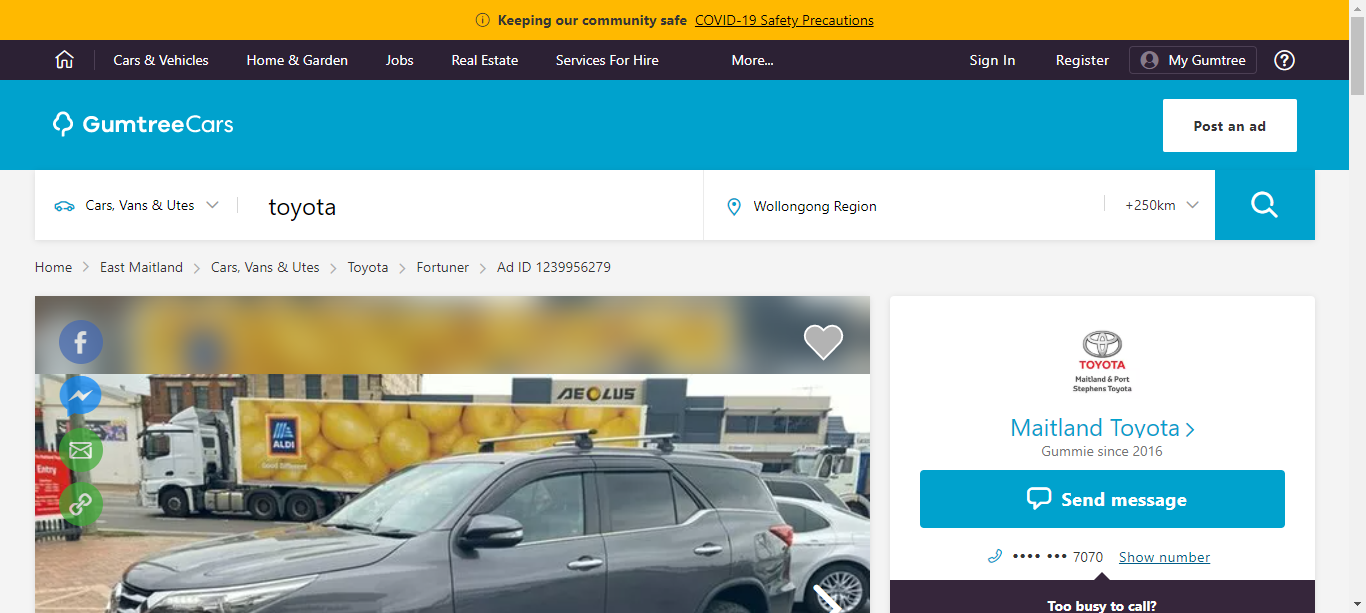 Keeping our community safe COVID-19 Safety Precautions
Cars & Vehicles Home & Garden Jobs Real Estate Services For Hire More... Sign In Register My Gumtree ?
GumtreeCars
Post an ad
Cars, Vans & Utes toyota Wollongong Region +250km
Home > East Maitland > Cars, Vans & Utes > Toyota > Fortuner > Ad ID 1239956279
AEOLUS
ALDI
Good Different
Entry
TOYOTA
Maitland & Port
Stephens Toyota
Maitland Toyota >
Gummie since 2016
Send message
•••• ••• 7070 Show number
Too busy to call?